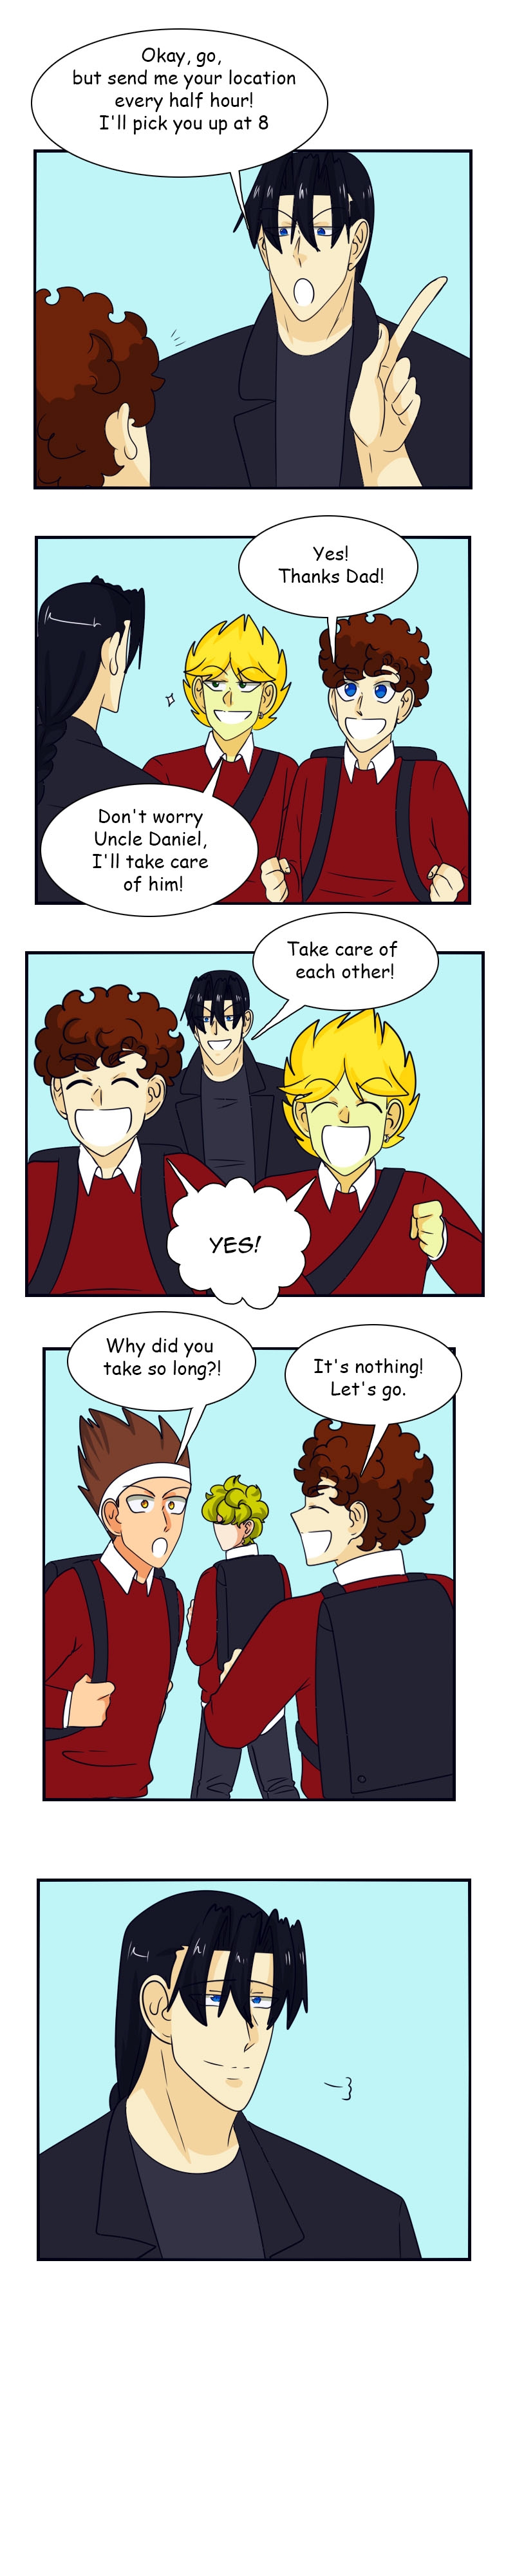 Okay, go,
but send me your location
every half hour!
I'll pick you up at 8
Yes!
Thanks Dad!
Don't worry
Uncle Daniel,
I'll take care
of him!
Take care of
each other!
YES!
Why did you
take so long?!
It's nothing!
Let's go.